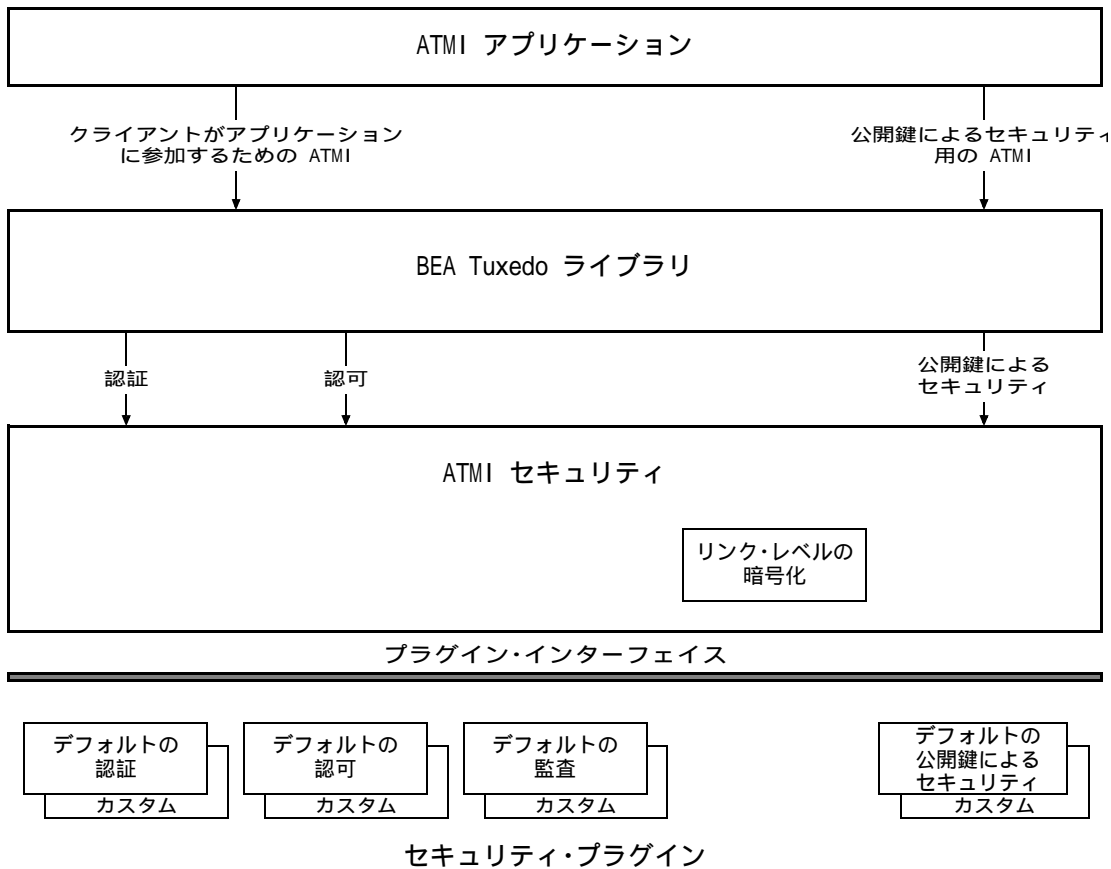 ATMI アプリケーション
クライアントがアプリケーション
に参加するための ATMI
公開鍵によるセキュリティ
用の ATMI
BEA Tuxedo ライブラリ
認証
認可
公開鍵による
セキュリティ
ATMI セキュリティ
リンク・レベルの
暗号化
プラグイン・インターフェイス
デフォルトの
認証
カスタム
デフォルトの
認可
カスタム
デフォルトの
監査
カスタム
デフォルトの
公開鍵による
セキュリティ
カスタム
セキュリティ・プラグイン